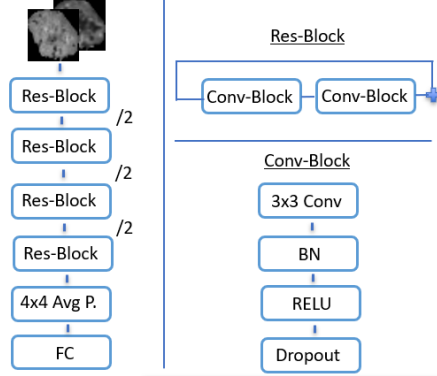 Res-Block
/2
Res-Block
/2
Res-Block
/2
Res-Block
4x4 Avg P.
FC
Res-Block
Conv-Block
Conv-Block
Conv-Block
3x3 Conv
BN
RELU
Dropout